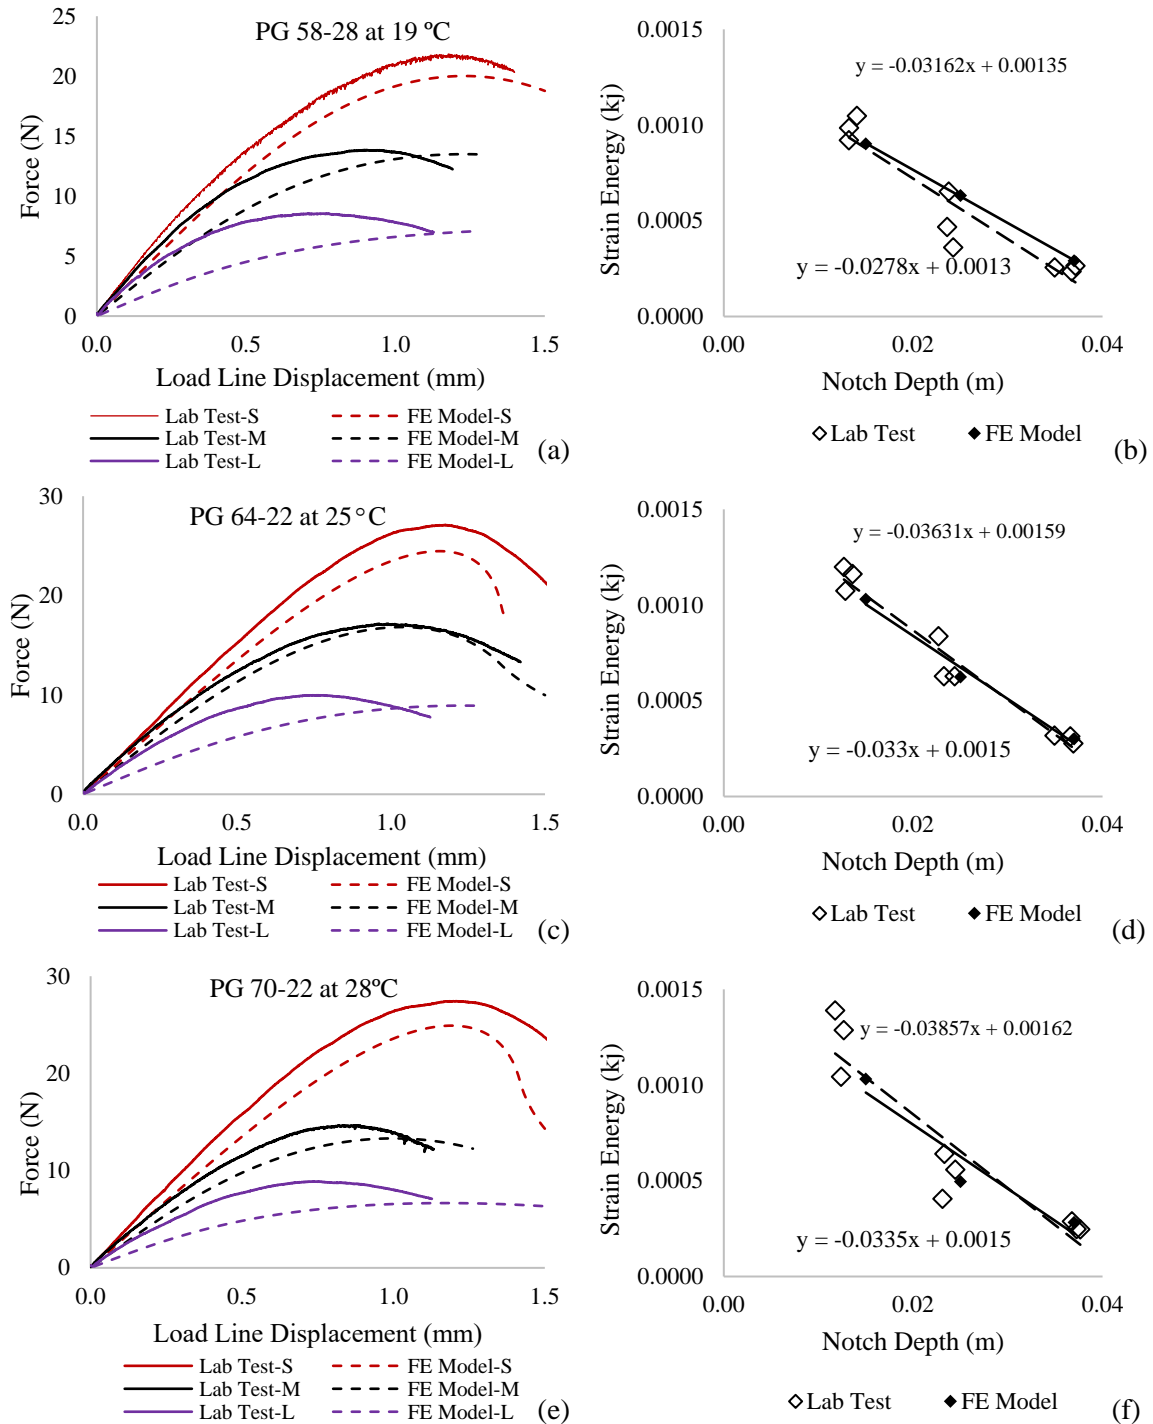 PG 58-28 at 19 ºC
25
20
15
10
5
0
Force (N)
0.0 0.5 1.0 1.5
Load Line Displacement (mm)
Lab Test-S FE Model-S
Lab Test-M FE Model-M
Lab Test-L FE Model-L
(a)
0.0015
0.0010
0.0005
0.0000
Strain Energy (kj)
y = -0.03162x + 0.00135
y = -0.0278x + 0.0013
0.00 0.02 0.04
Notch Depth (m)
Lab Test FE Model
(b)
PG 64-22 at 25°C
30
20
10
0
Force (N)
0.0 0.5 1.0 1.5
Load Line Displacement (mm)
Lab Test-S FE Model-S
Lab Test-M FE Model-M
Lab Test-L FE Model-L
(c)
0.0015
0.0010
0.0005
0.0000
Strain Energy (kj)
y = -0.03631x + 0.00159
y = -0.033x + 0.0015
0.00 0.02 0.04
Notch Depth (m)
Lab Test FE Model
(d)
PG 70-22 at 28ºC
30
20
10
0
Force (N)
0.0 0.5 1.0 1.5
Load Line Displacement (mm)
Lab Test-S FE Model-S
Lab Test-M FE Model-M
Lab Test-L FE Model-L
(e)
0.0015
0.0010
0.0005
0.0000
Strain Energy (kj)
y = -0.03857x + 0.00162
y = -0.0335x + 0.0015
0.00 0.02 0.04
Notch Depth (m)
Lab Test FE Model
(f)